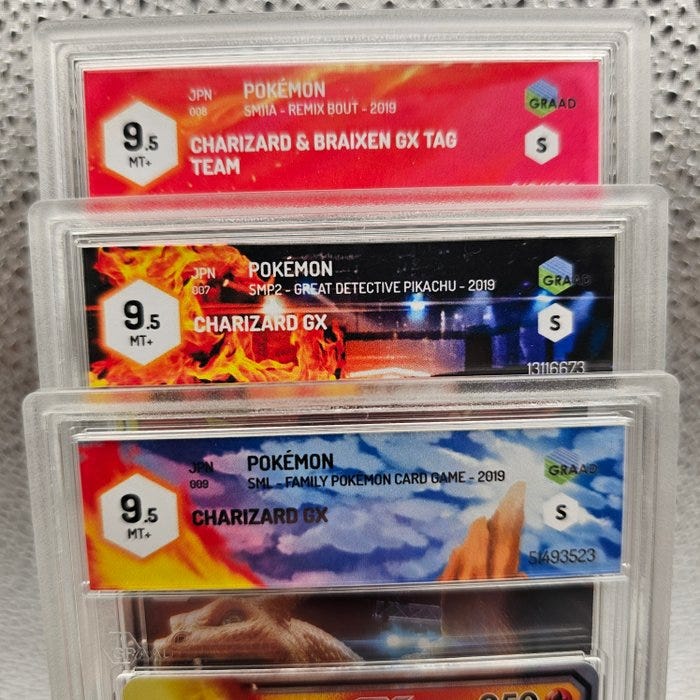 JPN POKÉMON
008 SM11A - REMIX BOUT - 2019
GRAAD
9.5
MT+
CHARIZARD & BRAIXEN GX TAG
TEAM
S
JPN POKÉMON
007 SMP2 - GREAT DETECTIVE PIKACHU - 2019
GRAAD
9.5
MT+
CHARIZARD GX
S
13116673
JPN POKÉMON
009 SML - FAMILY POKÉMON CARD GAME - 2019
GRAAD
9.5
MT+
CHARIZARD GX
S
51493523
GRAAD